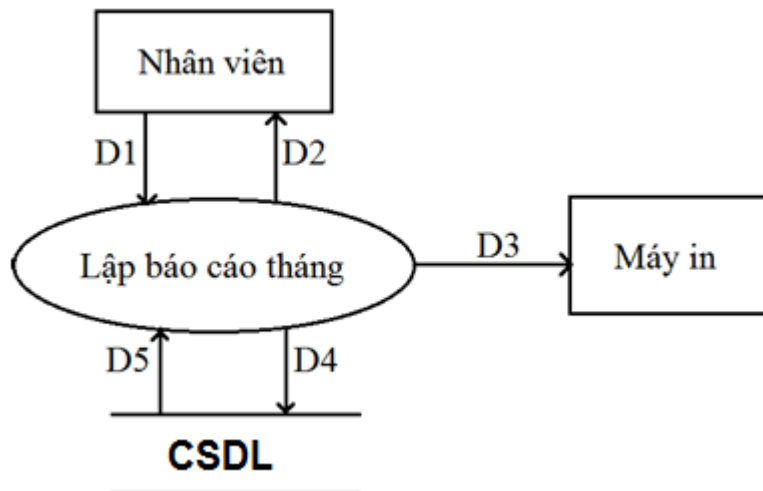 Nhân viên
D1
D2
Lập báo cáo tháng
D3
Máy in
D5
D4
CSDL